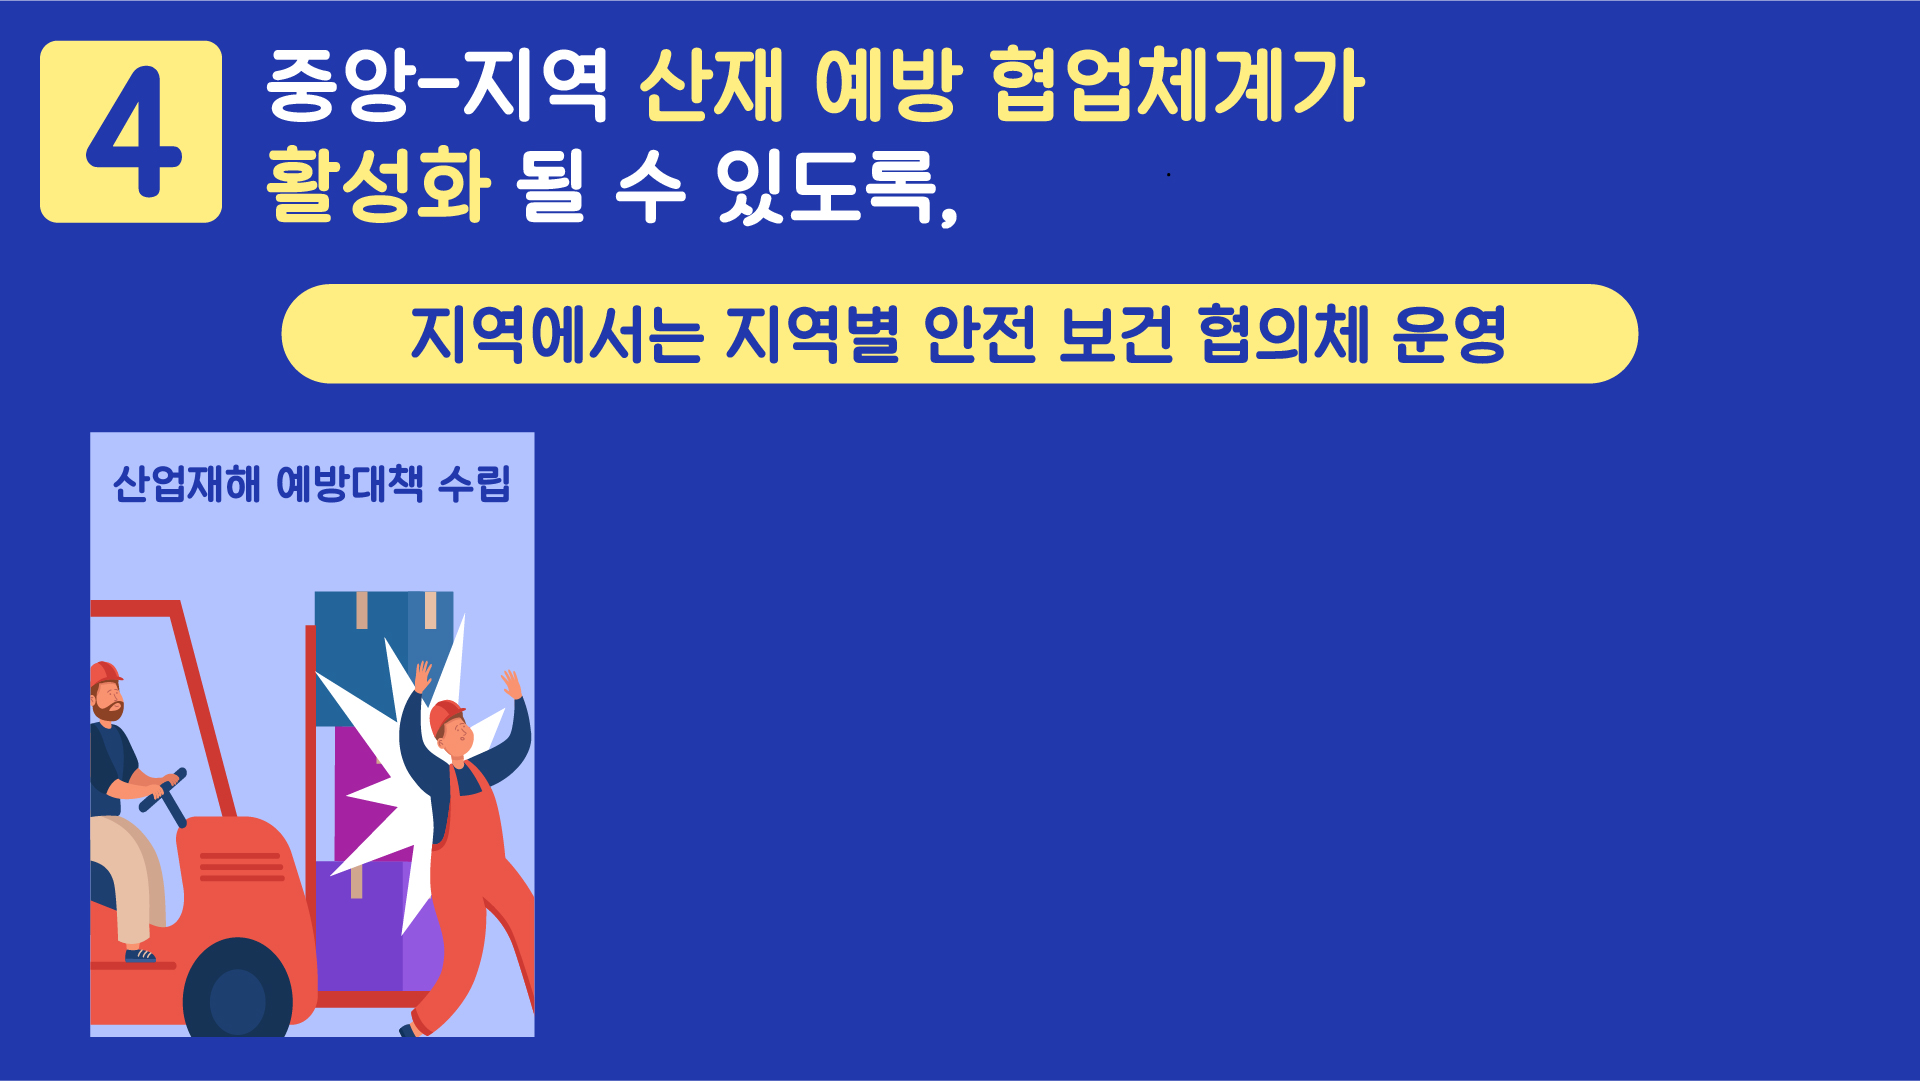 4
중앙-지역 산재 예방 협업체계가
활성화 될 수 있도록,
지역에서는 지역별 안전 보건 협의체 운영
산업재해 예방대책 수립